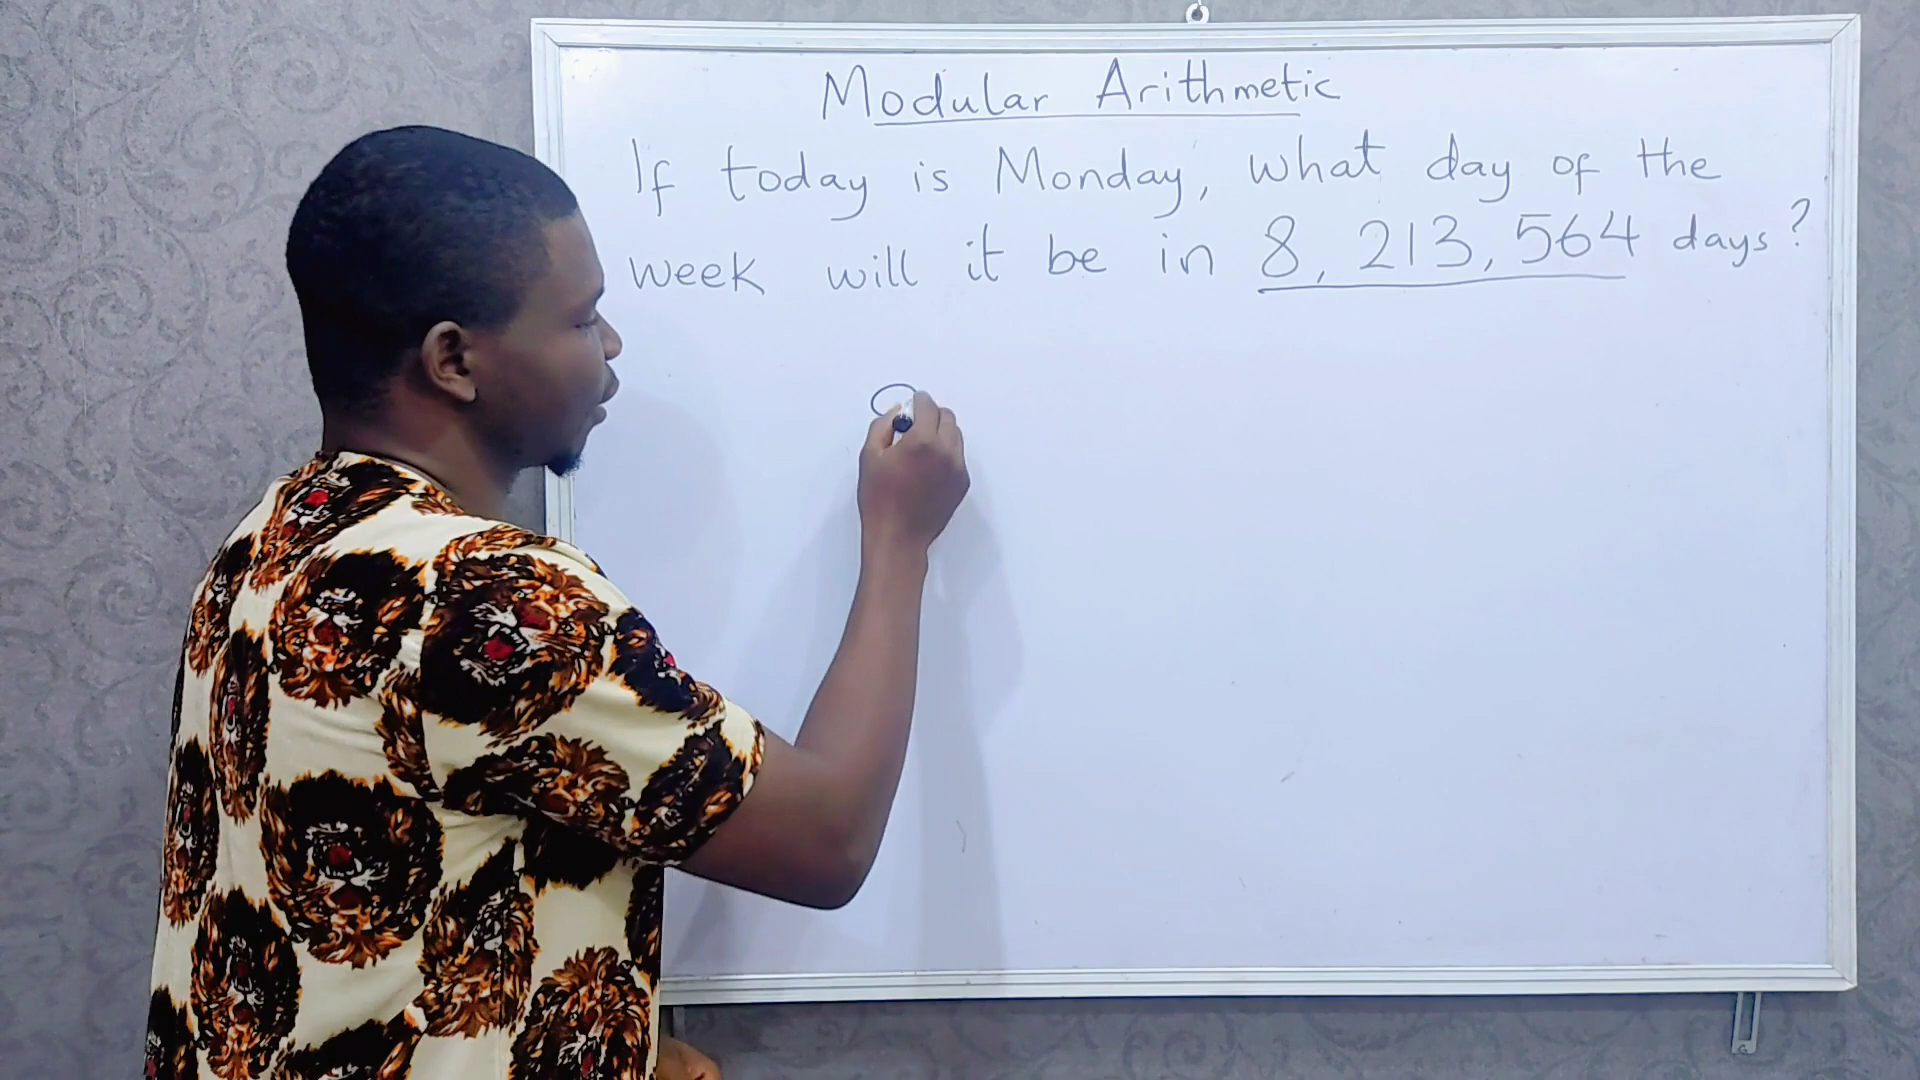 Modular Arithmetic
If today is Monday, what day of the
week will it be in 8, 213, 564 days?